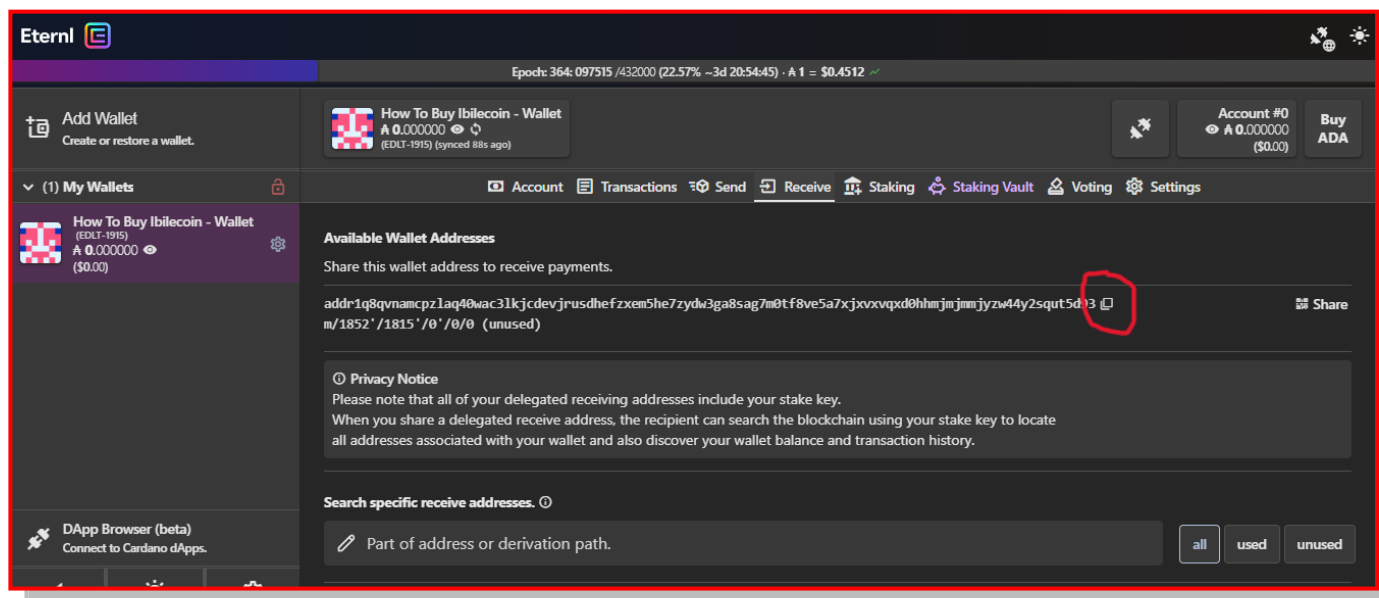 Eternl
Epoch: 364: 097515 /432000 (22.57% ~3d 20:54:45) · ₳ 1 = $0.4512
Add Wallet
Create or restore a wallet.
How To Buy Ibilecoin - Wallet
₳ 0.000000
(EDLT-1915) (synced 88s ago)
Account #0
₳ 0.000000
($0.00)
Buy
ADA
(1) My Wallets
Account Transactions Send Receive Staking Staking Vault Voting Settings
How To Buy Ibilecoin - Wallet
(EDLT-1915)
₳ 0.000000
($0.00)
Available Wallet Addresses
Share this wallet address to receive payments.
Share
m/1852'/1815'/0'/0/0 (unused)
Privacy Notice
Please note that all of your delegated receiving addresses include your stake key.
When you share a delegated receive address, the recipient can search the blockchain using your stake key to locate
all addresses associated with your wallet and also discover your wallet balance and transaction history.
Search specific receive addresses.
Part of address or derivation path.
all used unused
DApp Browser (beta)
Connect to Cardano dApps.